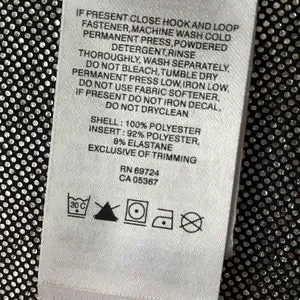 IF PRESENT,CLOSE HOOK AND LOOP
FASTENER,MACHINE WASH COLD
PERMANENT PRESS,POWDERED
DETERGENT,RINSE
THOROUGHLY,WASH SEPARATELY,
DO NOT BLEACH,TUMBLE DRY
PERMANENT PRESS LOW,IRON LOW,
DO NOT USE FABRIC SOFTENER,
IF PRESENT DO NOT IRON DECAL,
DO NOT DRYCLEAN
SHELL : 100% POLYESTER
INSERT : 92% POLYESTER,
8% ELASTANE
EXCLUSIVE OF TRIMMING
RN 69724
CA 05367
30 C